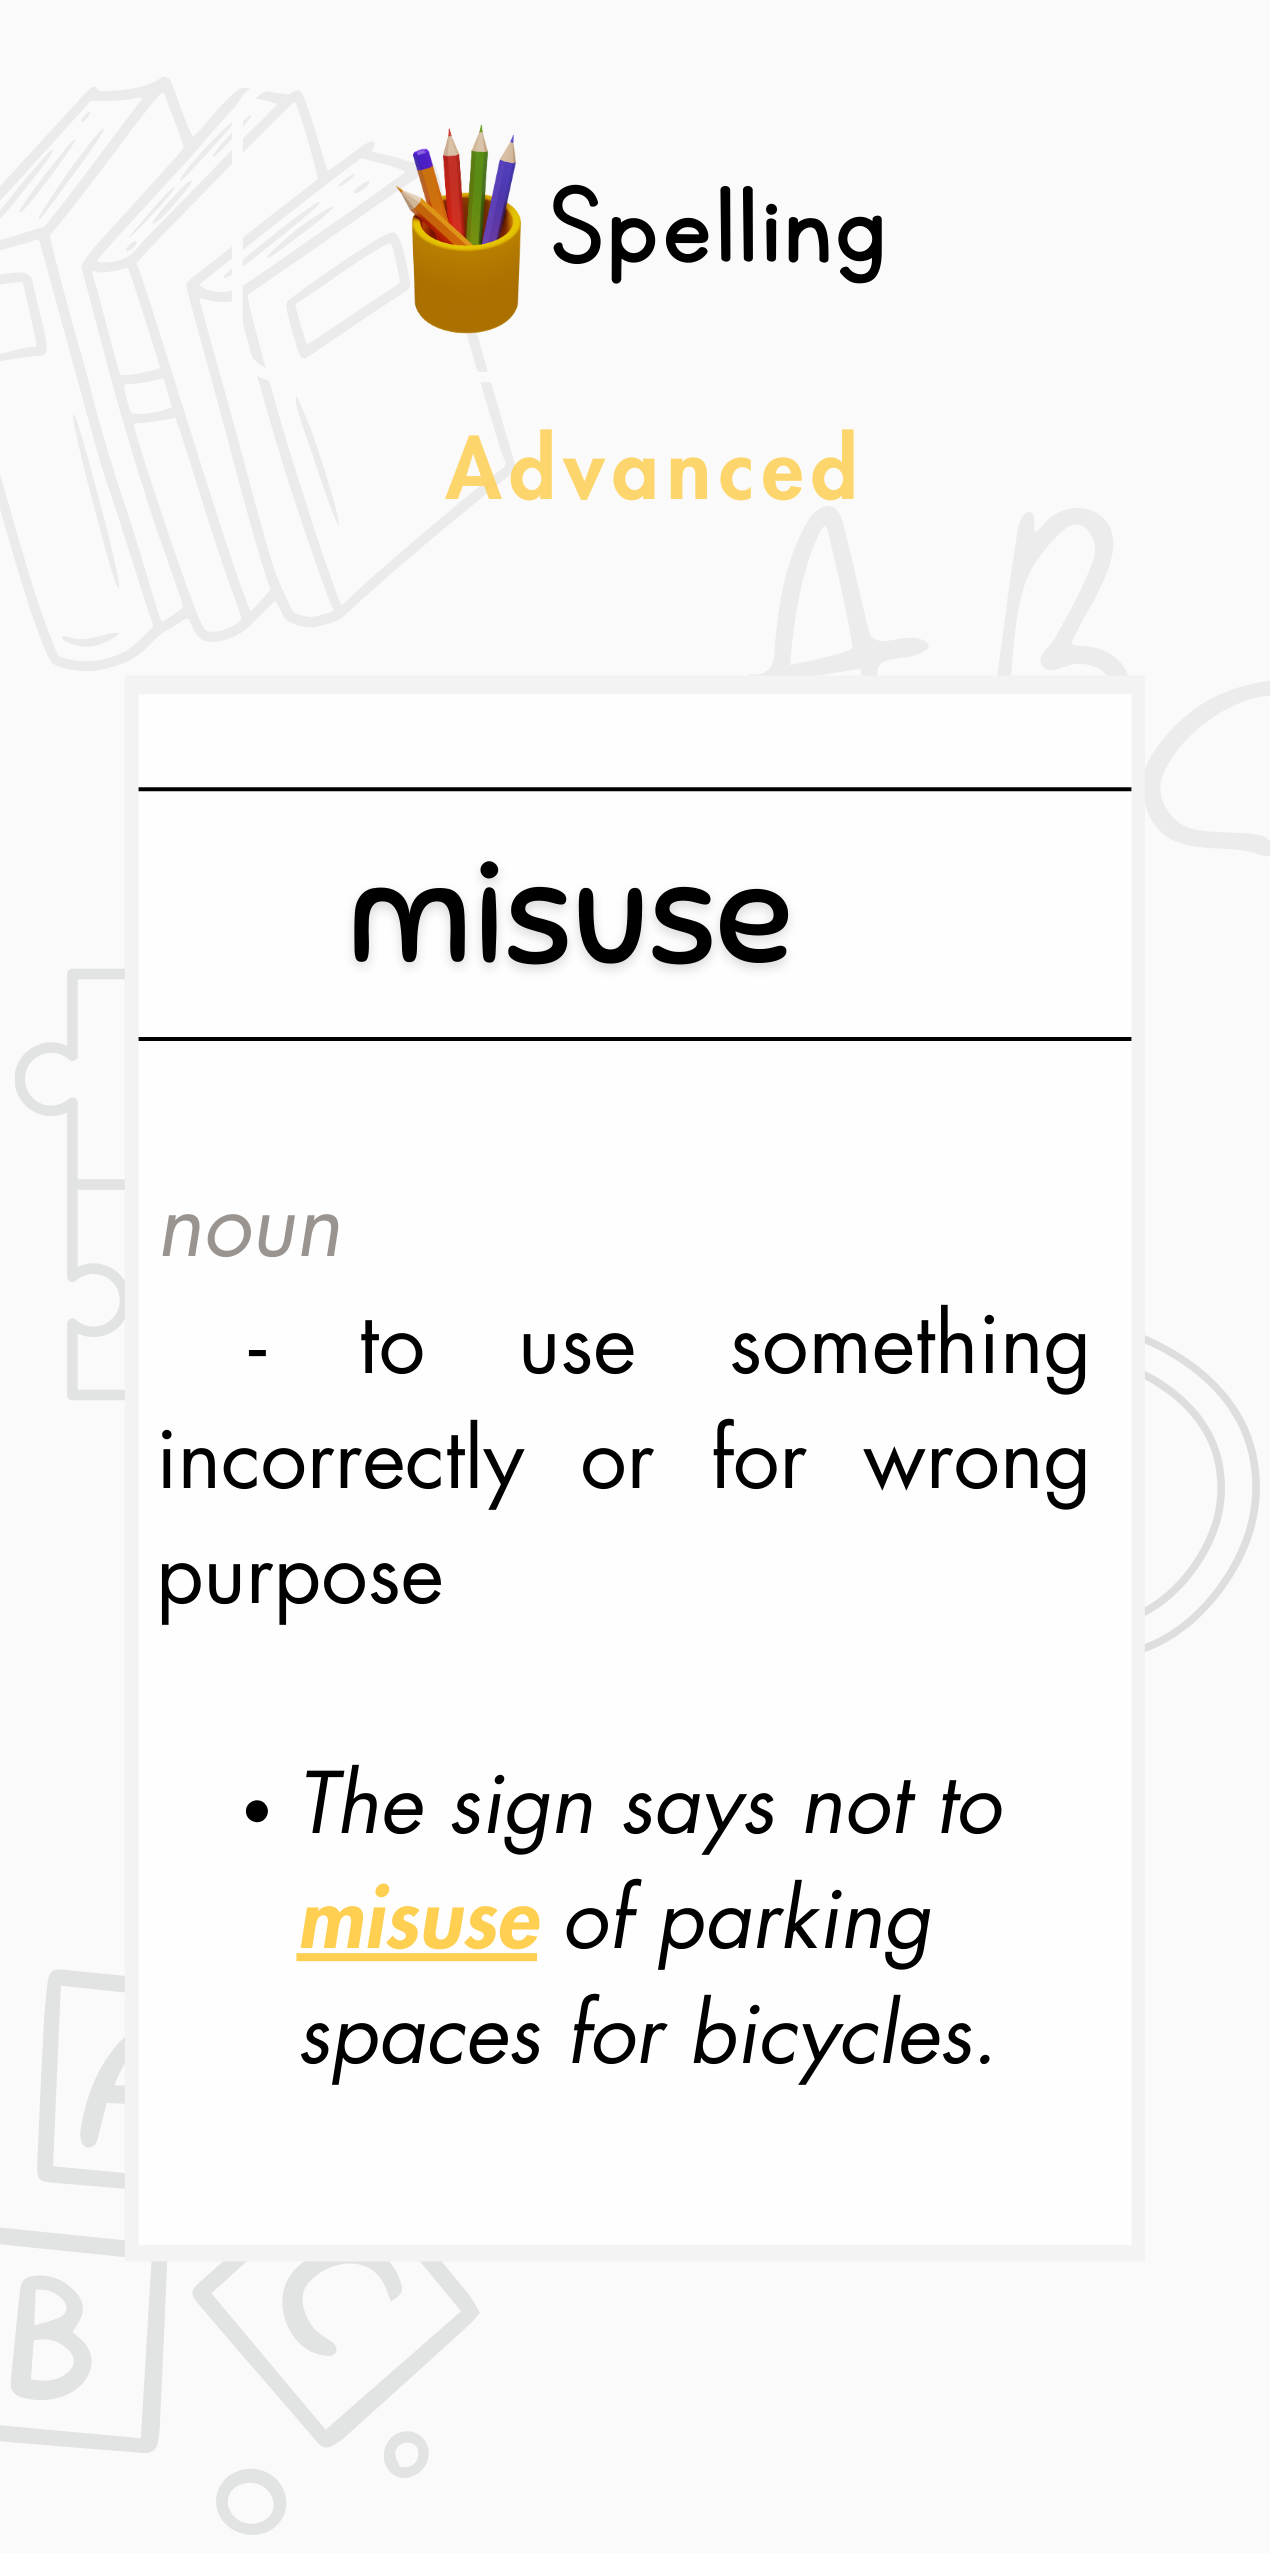 Spelling
Advanced
A B
misuse
noun
- to use something
incorrectly or for wrong
purpose
• The sign says not to
misuse of parking
spaces for bicycles.
A
B
C